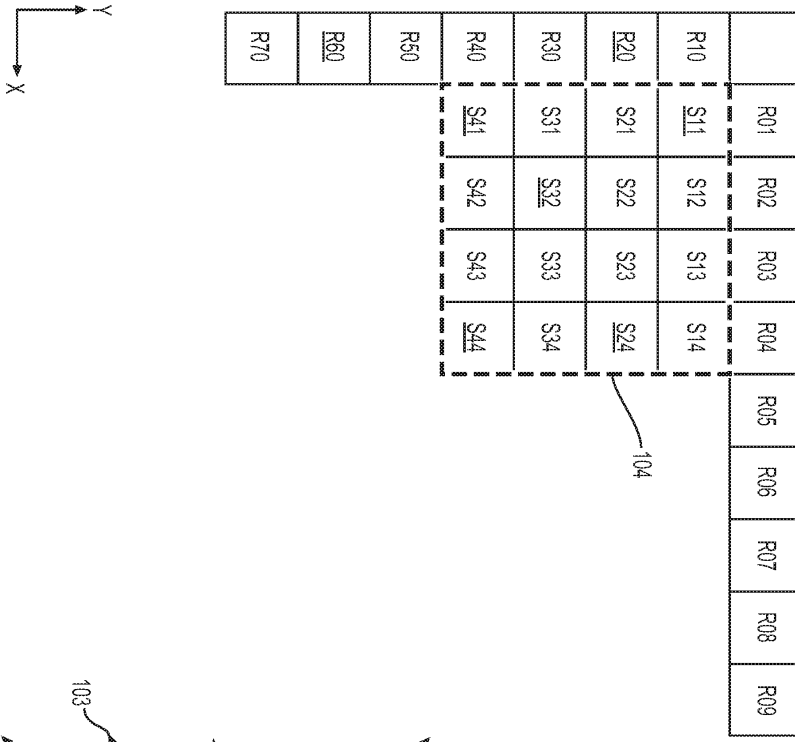 R01 R02 R03 R04 R05 R06 R07 R08 R09
R10 S11 S12 S13 S14
R20 S21 S22 S23 S24
104
R30 S31 S32 S33 S34
R40 S41 S42 S43 S44
R50
R60
R70
Y
103
X